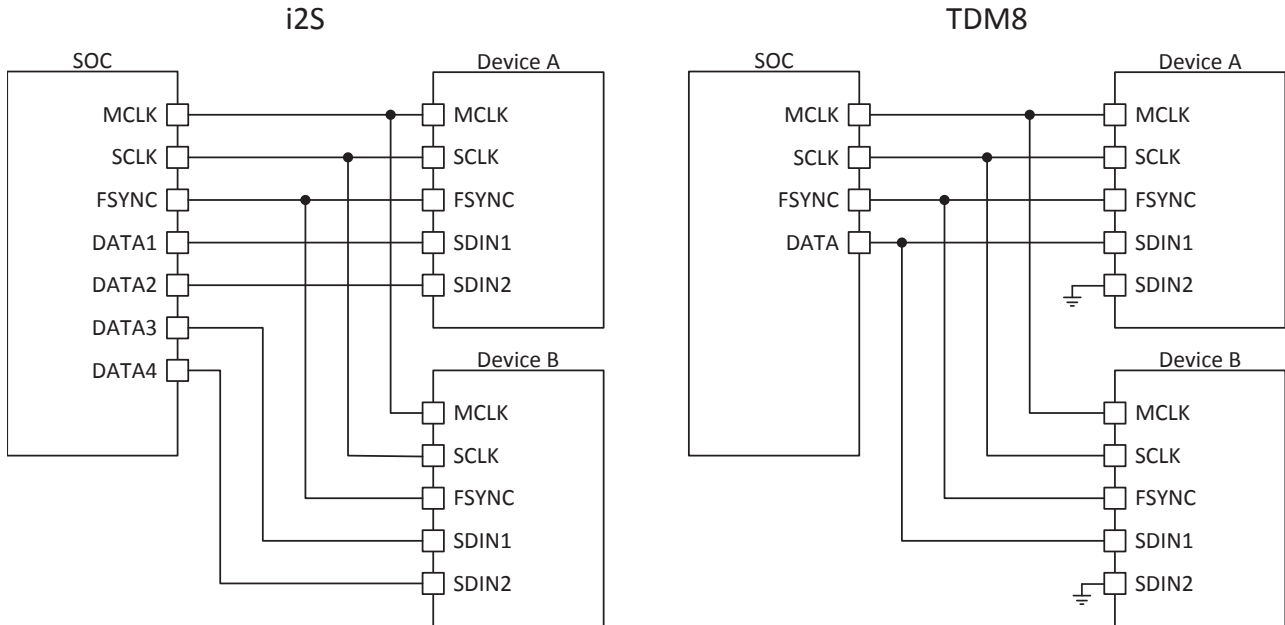 i2S
SOC
MCLK
SCLK
FSYNC
DATA1
DATA2
DATA3
DATA4
Device A
MCLK
SCLK
FSYNC
SDIN1
SDIN2
Device B
MCLK
SCLK
FSYNC
SDIN1
SDIN2
TDM8
SOC
MCLK
SCLK
FSYNC
DATA
Device A
MCLK
SCLK
FSYNC
SDIN1
SDIN2
Device B
MCLK
SCLK
FSYNC
SDIN1
SDIN2